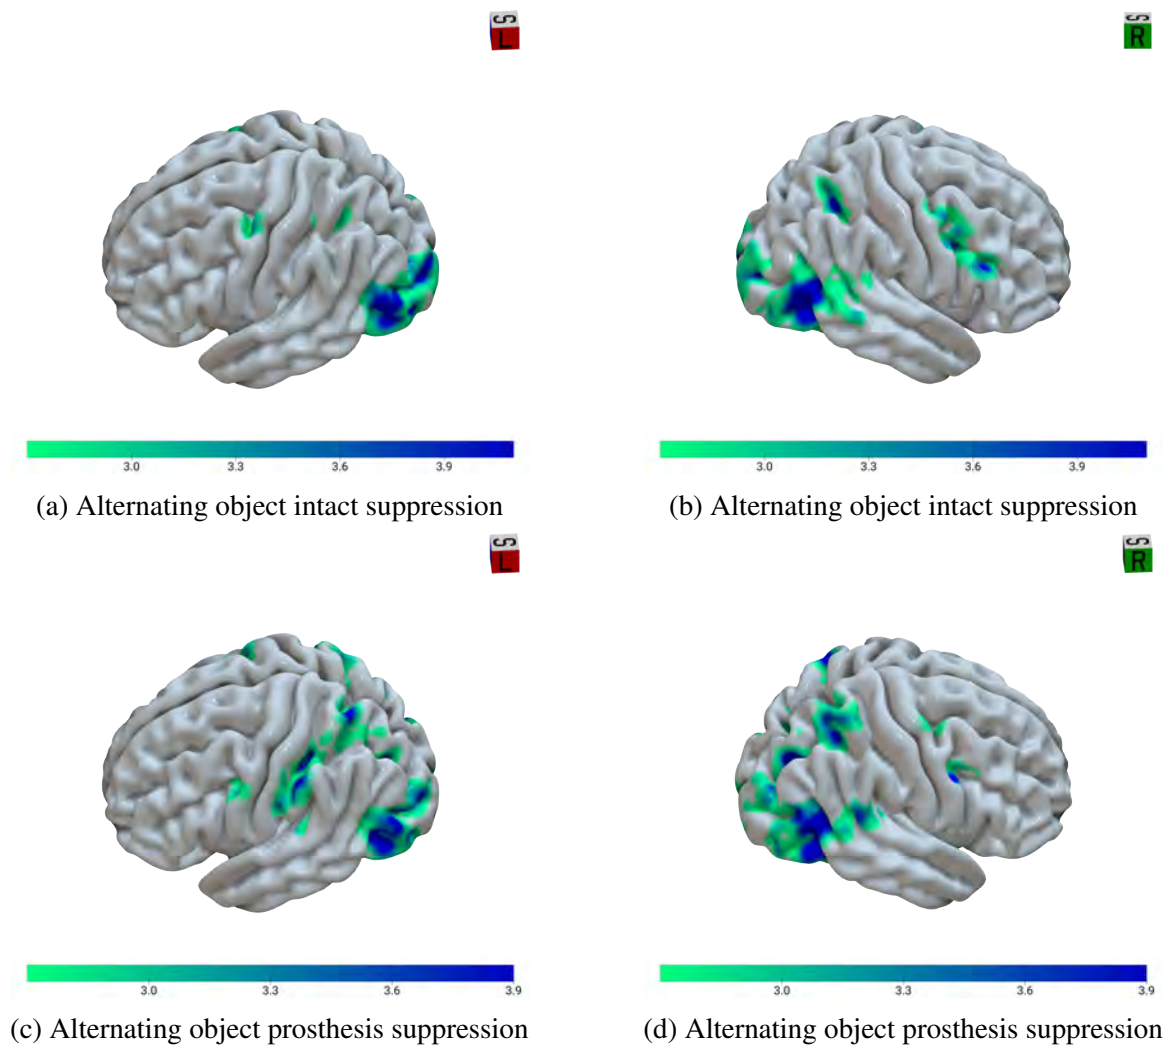 S
L
S
R
3.0 3.3 3.6 3.9
3.0 3.3 3.6 3.9
(a) Alternating object intact suppression
(b) Alternating object intact suppression
S
L
S
R
3.0 3.3 3.6 3.9
3.0 3.3 3.6 3.9
(c) Alternating object prosthesis suppression
(d) Alternating object prosthesis suppression